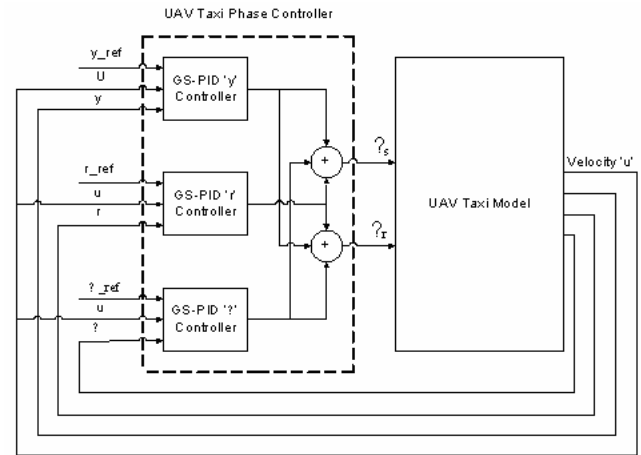 UAV Taxi Phase Controller
y_ref
U
y
GS-PID 'y'
Controller
r_ref
u
r
GS-PID 'r'
Controller
?_ref
u
?
GS-PID '?'
Controller
+
+
?s
?r
UAV Taxi Model
Velocity 'u'